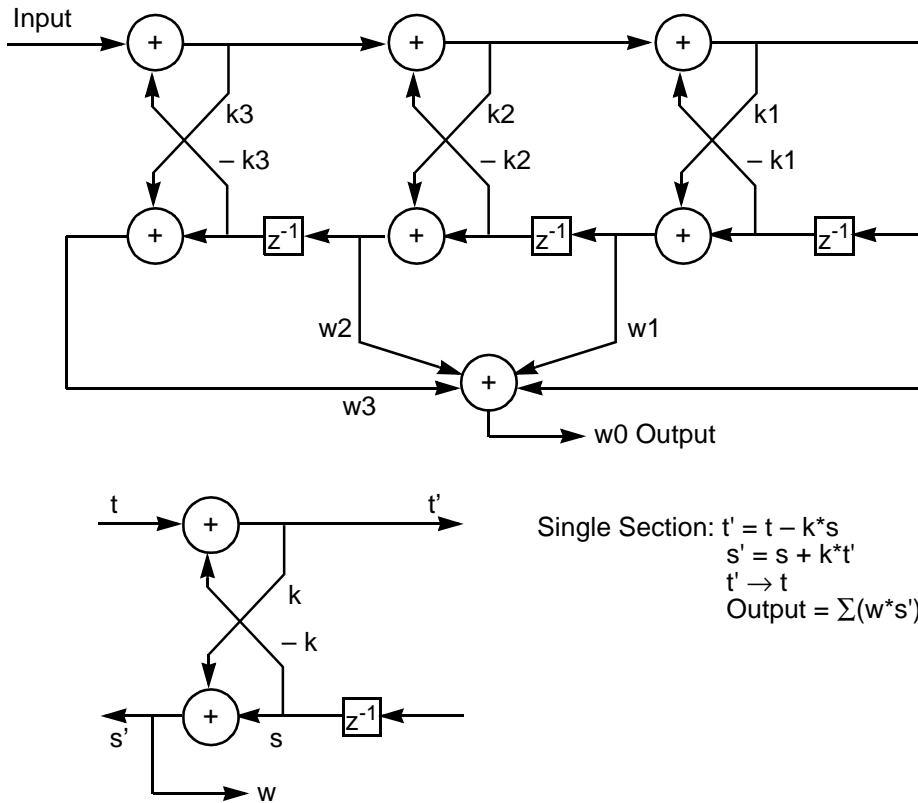 Input
+ + +
k3 k2 k1
– k3 – k2 – k1
+ z-1 + z-1 + z-1
w2 w1
+
w3
w0 Output
t t’
+
Single Section: t' = t – k*s
s' = s + k*t'
t' → t
Output = ∑(w*s')
k
– k
+ z-1
s’ s
w